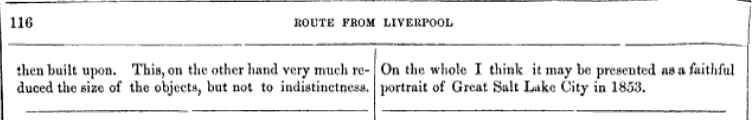 116 ROUTE FROM LIVERPOOL
then built upon. This, on the other hand very much re-
duced the size of the objects, but not to indistinctness.
On the whole I think it may be presented as a faithful
portrait of Great Salt Lake City in 1853.